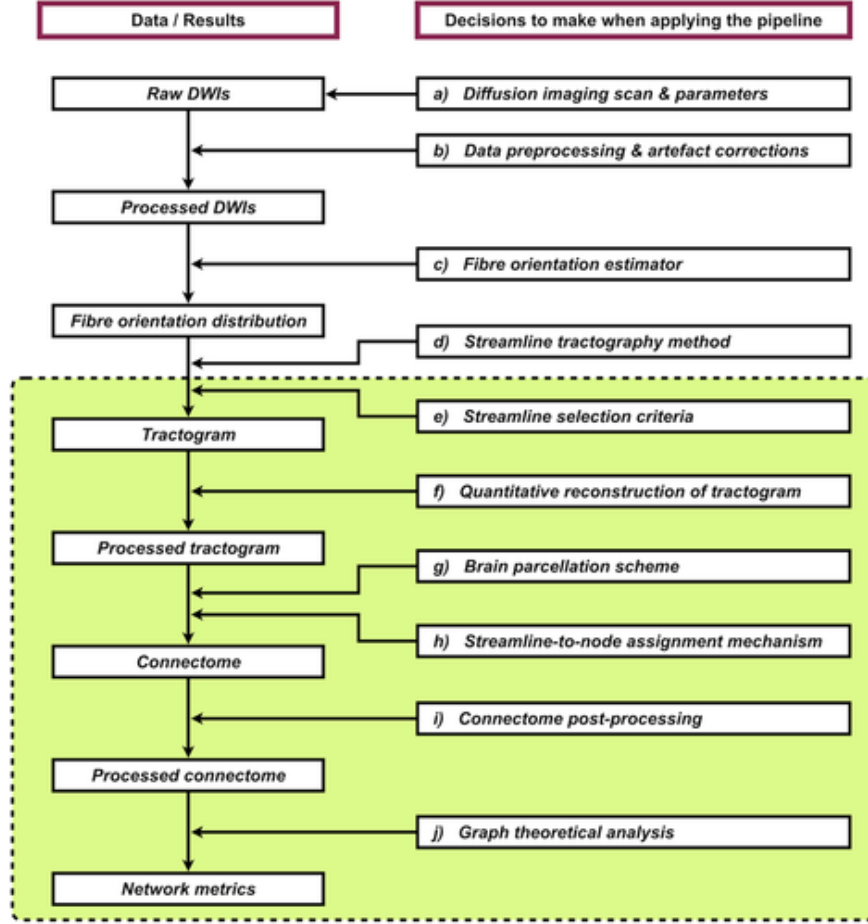 Data / Results
Decisions to make when applying the pipeline
Raw DWIs
a) Diffusion imaging scan & parameters
b) Data preprocessing & artefact corrections
Processed DWIs
c) Fibre orientation estimator
Fibre orientation distribution
d) Streamline tractography method
e) Streamline selection criteria
Tractogram
f) Quantitative reconstruction of tractogram
Processed tractogram
g) Brain parcellation scheme
h) Streamline-to-node assignment mechanism
Connectome
i) Connectome post-processing
Processed connectome
j) Graph theoretical analysis
Network metrics